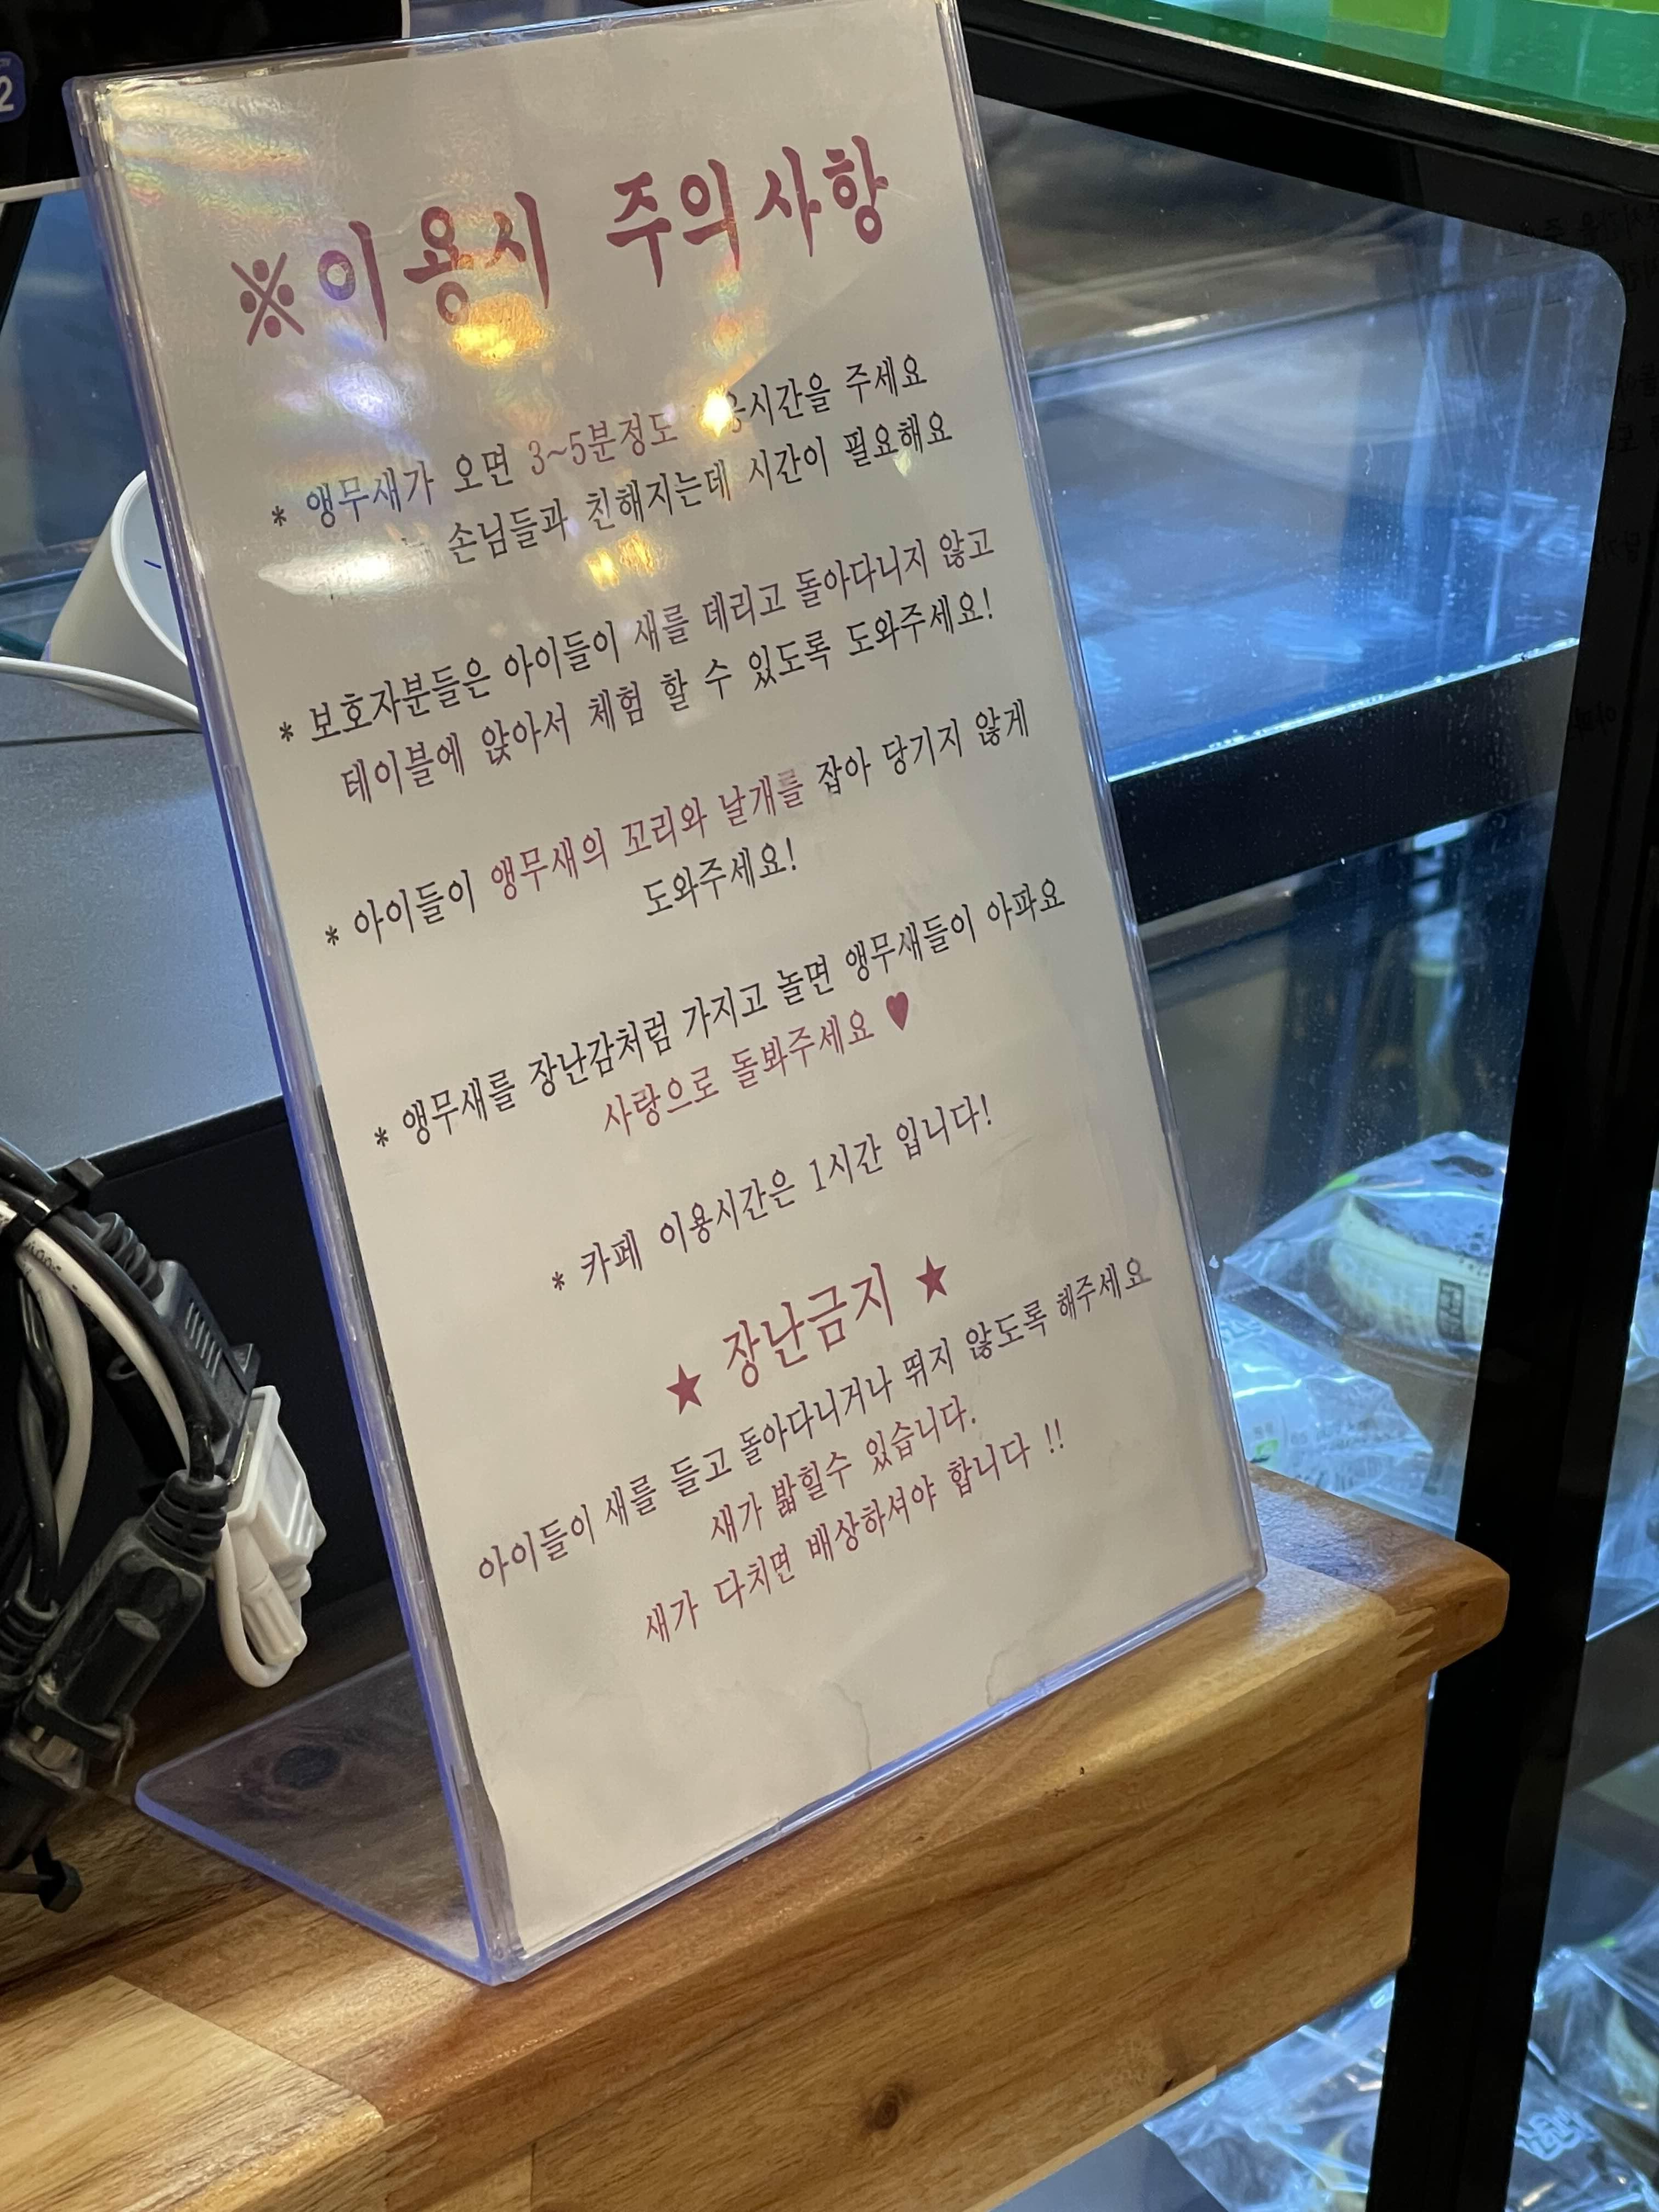 ※이용시 주의사항
* 앵무새가 오면 3~5분정도 주세요
손님들과 친해지는데 시간이 필요해요
* 보호자분들은 아이들이 새를 데리고 돌아다니지 않고
테이블에 앉아서 체험 할 수 있도록 도와주세요!
* 아이들이 앵무새의 꼬리와 날개를 잡아 당기지 않게
도와주세요!
* 앵무새를 장난감처럼 가지고 놀면 앵무새들이 아파요
사랑으로 돌봐주세요 ♥
* 카페 이용시간은 1시간 입니다!
★ 장난금지 ★
아이들이 새를 들고 돌아다니거나 뛰지 않도록 해주세요
새가 밟힐수 있습니다.
새가 다치면 배상하셔야 합니다 !!